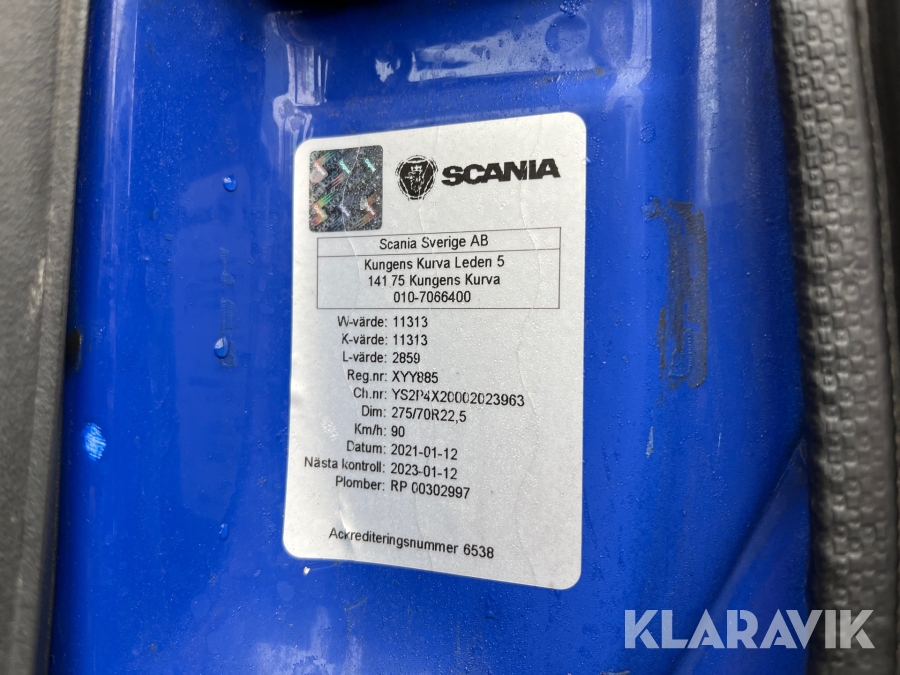 SCANIA
Scania Sverige AB
Kungens Kurva Leden 5
141 75 Kungens Kurva
010-7066400
W-värde: 11313
K-värde: 11313
L-värde: 2859
Reg.nr: XYY885
Ch.nr: YS2P4X20002023963
Dim: 275/70R22,5
Km/h: 90
Datum: 2021-01-12
Nästa kontroll: 2023-01-12
Plomber: RP 00302997
Ackrediteringsnummer 6538
KLARAVIK